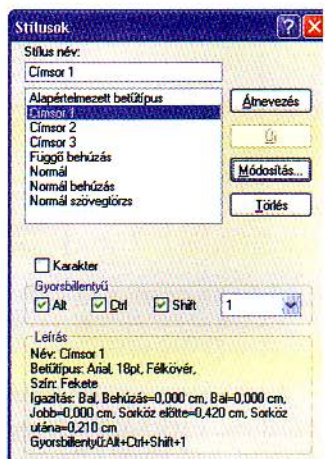 Stílusok
Stílus név:
Címsor 1
Alapértelmezett betűtípus
Címsor 1
Címsor 2
Címsor 3
Függő behúzás
Normál
Normál behúzás
Normál szövegtörzs
Átnevezés
Új
Módosítás...
Törlés
Karakter
Gyorsbillentyű
Alt
Ctrl
Shift
1
Leírás
Név: Címsor 1
Betűtípus: Arial, 18pt, Félkövér,
Szín: Fekete
Igazítás: Bal, Behúzás=0,000 cm, Bal=0,000 cm,
Jobb=0,000 cm, Sorköz előtte=0,420 cm, Sorköz
utána=0,210 cm
Gyorsbillentyű:Alt+Ctrl+Shift+1